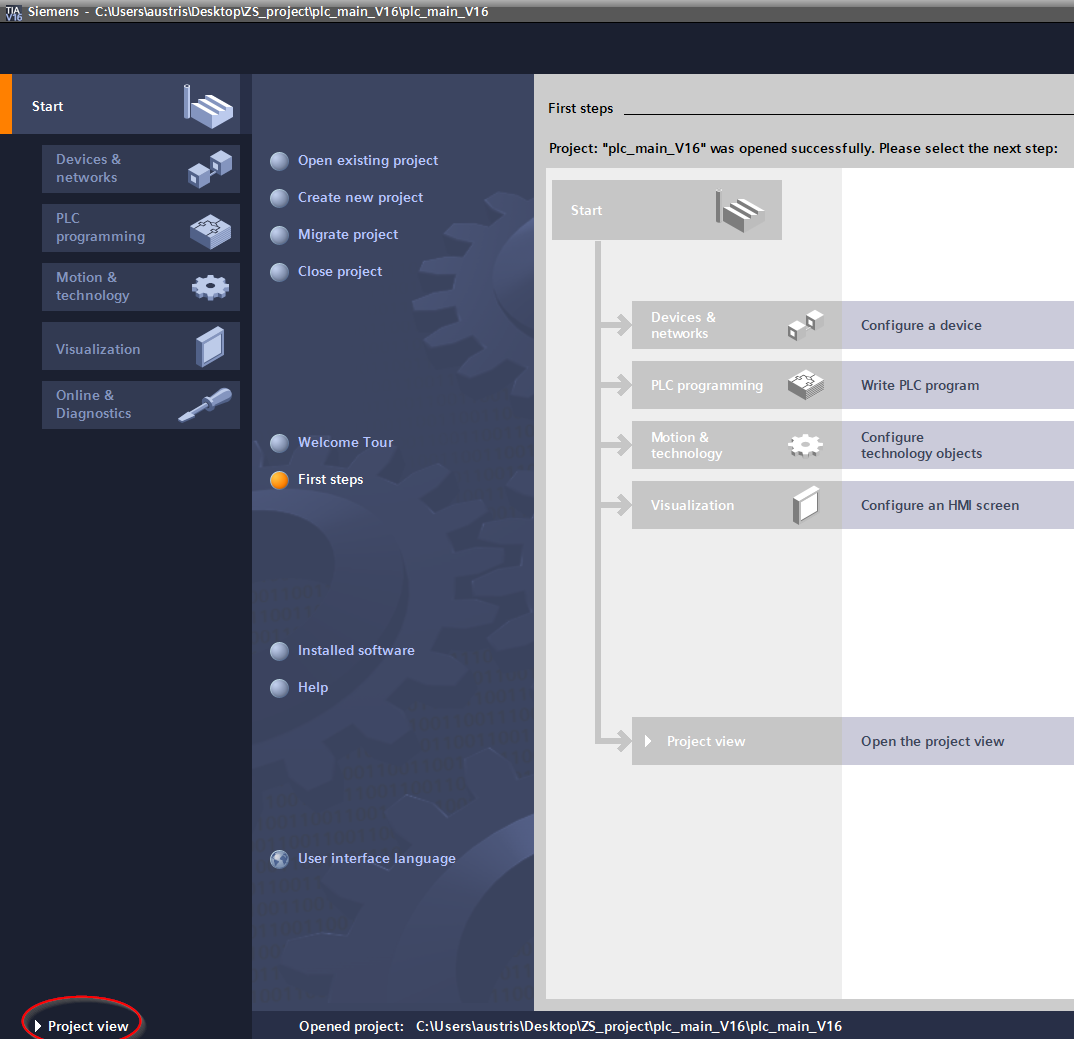 TIA
V16
Siemens - C:\Users\austris\Desktop\ZS_project\plc_main_V16\plc_main_V16
Start
Devices &
networks
PLC
programming
Motion &
technology
Visualization
Online &
Diagnostics
Open existing project
Create new project
Migrate project
Close project
Welcome Tour
First steps
Installed software
Help
User interface language
First steps
Project: "plc_main_V16" was opened successfully. Please select the next step:
Start
Devices &
networks
Configure a device
PLC programming
Write PLC program
Motion &
technology
Configure
technology objects
Visualization
Configure an HMI screen
Project view
Open the project view
Project view
Opened project: C:\Users\austris\Desktop\ZS_project\plc_main_V16\plc_main_V16